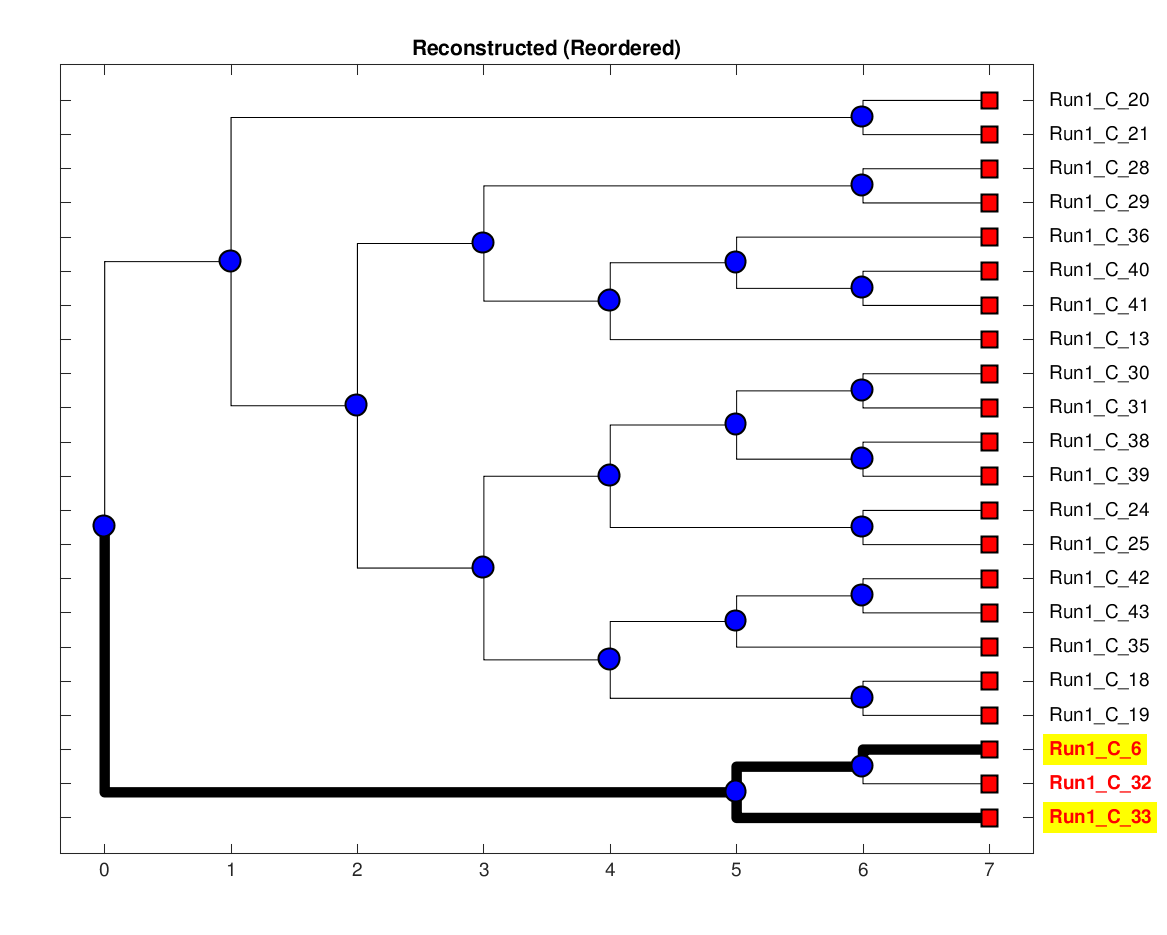 Reconstructed (Reordered)
Run1_C_20
Run1_C_21
Run1_C_28
Run1_C_29
Run1_C_36
Run1_C_40
Run1_C_41
Run1_C_13
Run1_C_30
Run1_C_31
Run1_C_38
Run1_C_39
Run1_C_24
Run1_C_25
Run1_C_42
Run1_C_43
Run1_C_35
Run1_C_18
Run1_C_19
Run1_C_6
Run1_C_32
Run1_C_33
0 1 2 3 4 5 6 7